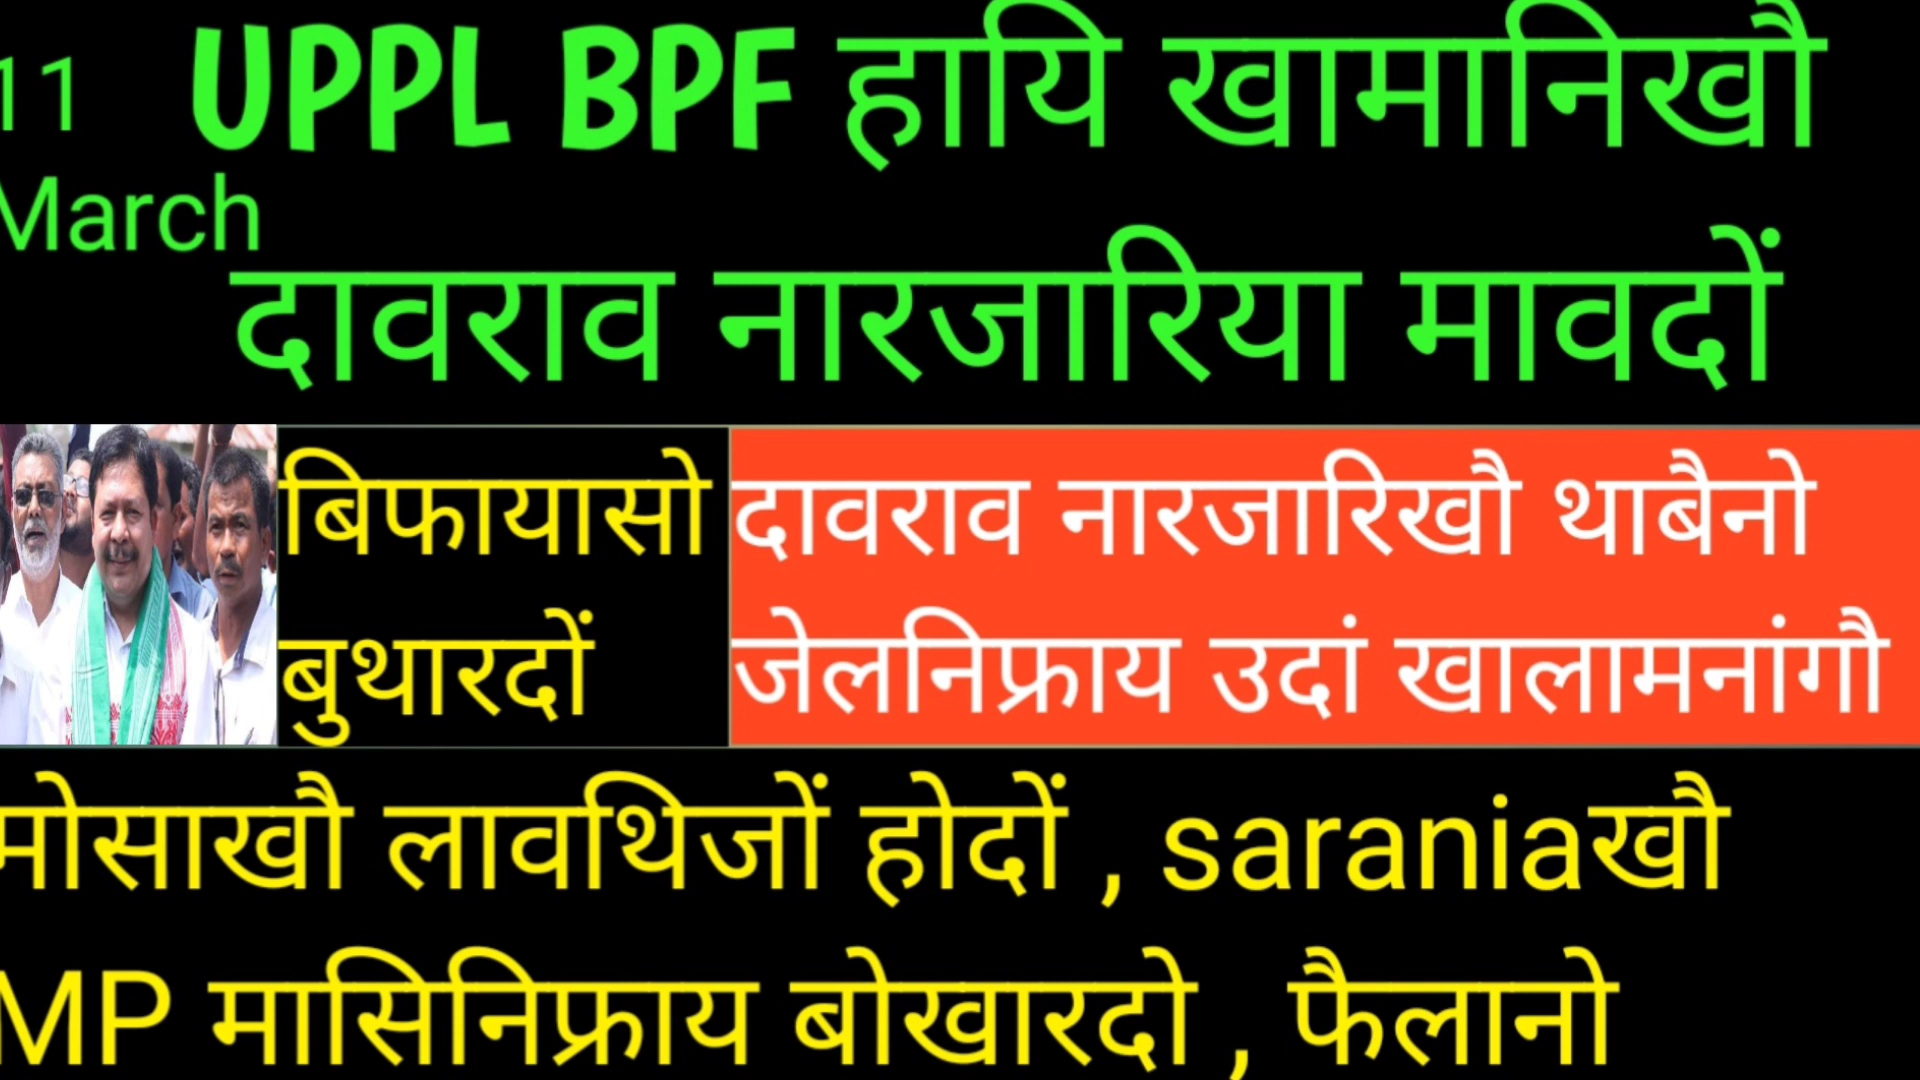 11
March
UPPL BPF हायि खामानिखौ
दावराव नारजारिया मावदों
बिफायासो
बुथारदों
दावराव नारजारिखौ थाबैनो
जेलनिफ्राय उदां खालामनांगौ
मोसाखौ लावथिजों होदों , saraniaखौ
MP मासिनिफ्राय बोखारदो , फैलानो